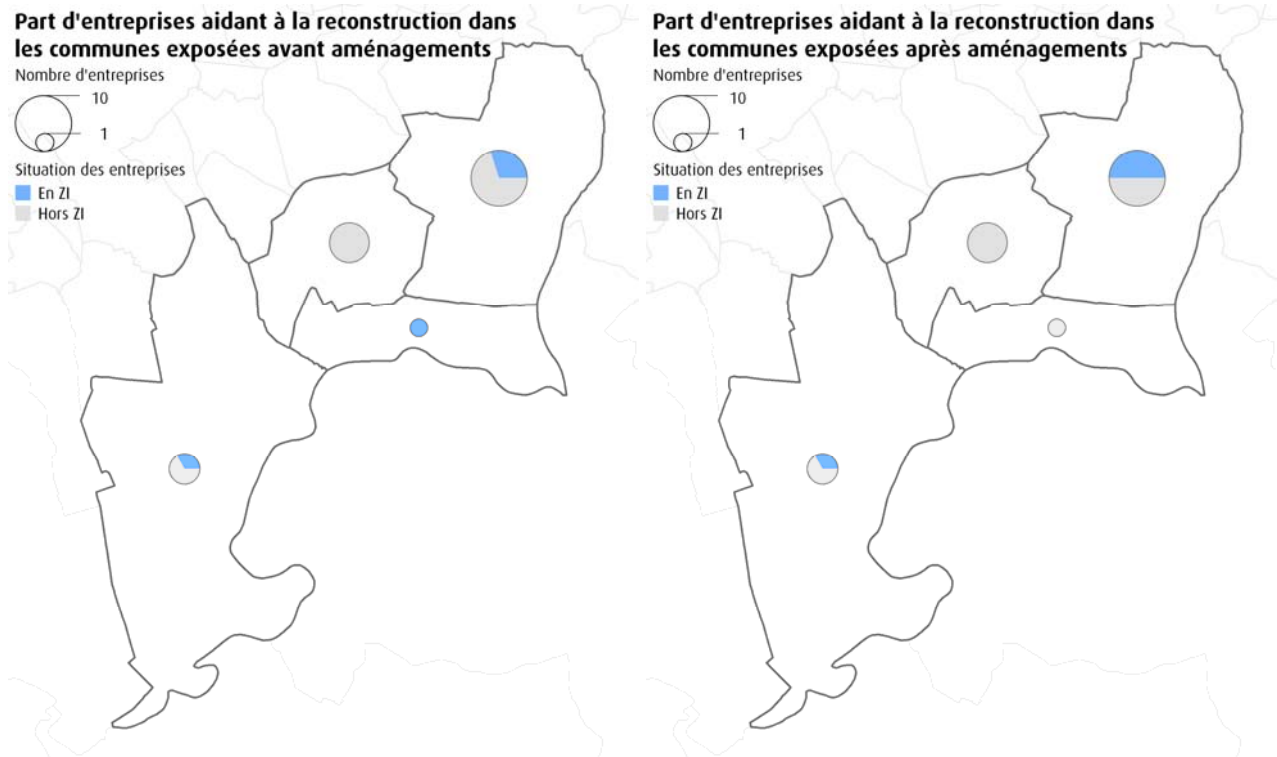 Part d'entreprises aidant à la reconstruction dans
les communes exposées avant aménagements
Nombre d'entreprises
10
1
Situation des entreprises
En ZI
Hors ZI
Part d'entreprises aidant à la reconstruction dans
les communes exposées après aménagements
Nombre d'entreprises
10
1
Situation des entreprises
En ZI
Hors ZI